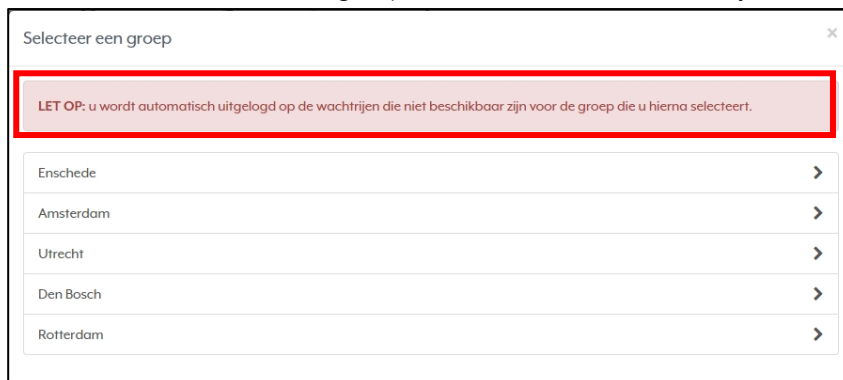 Selecteer een groep
×
LET OP: u wordt automatisch uitgelogd op de wachtrijen die niet beschikbaar zijn voor de groep die u hierna selecteert.
Enschede
Amsterdam
Utrecht
Den Bosch
Rotterdam